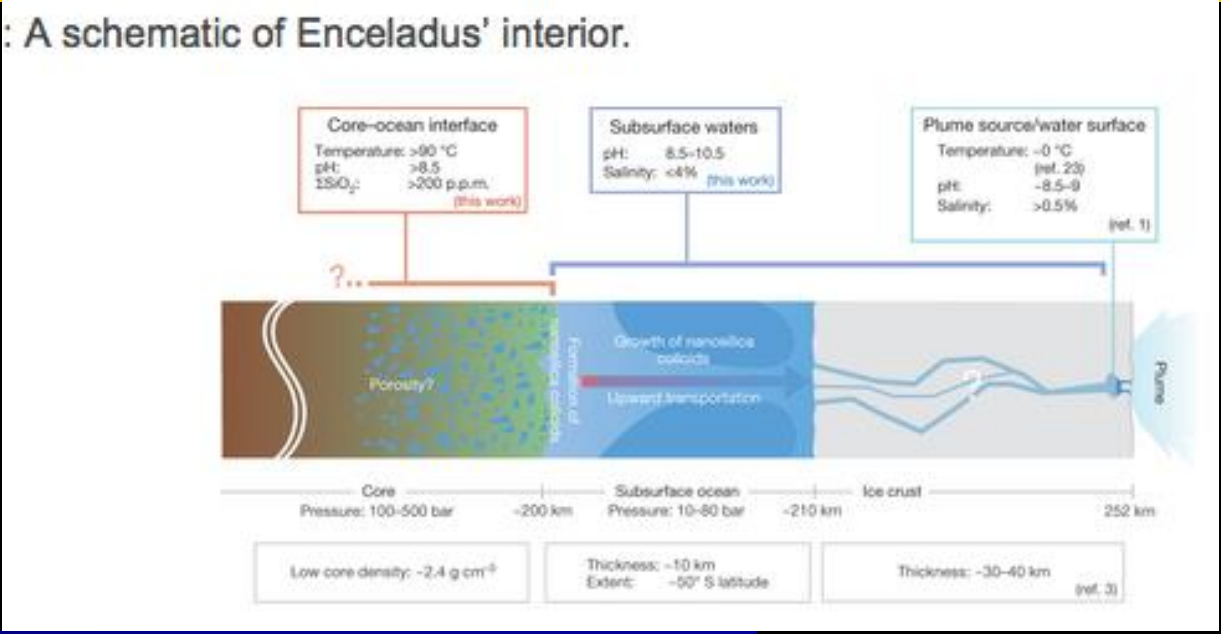 : A schematic of Enceladus' interior.
Core–ocean interface
Temperature: >90 °C
pH: >8.5
ΣSiO₂: >200 p.p.m.
(this work)
Subsurface waters
pH: 8.5–10.5
Salinity: <4%
(this work)
Plume source/water surface
Temperature: ~0 °C
(ref. 23)
pH: ~8.5–9
Salinity: >0.5%
(ref. 1)
?..
Porosity?
Formation of
nanosilica colloids
Growth of nanosilica
colloids
Upward transportation
?
Plume
Core
Pressure: 100–500 bar
~200 km
Subsurface ocean
Pressure: 10–80 bar
~210 km
Ice crust
252 km
Low core density: ~2.4 g cm⁻³
Thickness: ~10 km
Extent: ~50° S latitude
Thickness: ~30–40 km
(ref. 3)